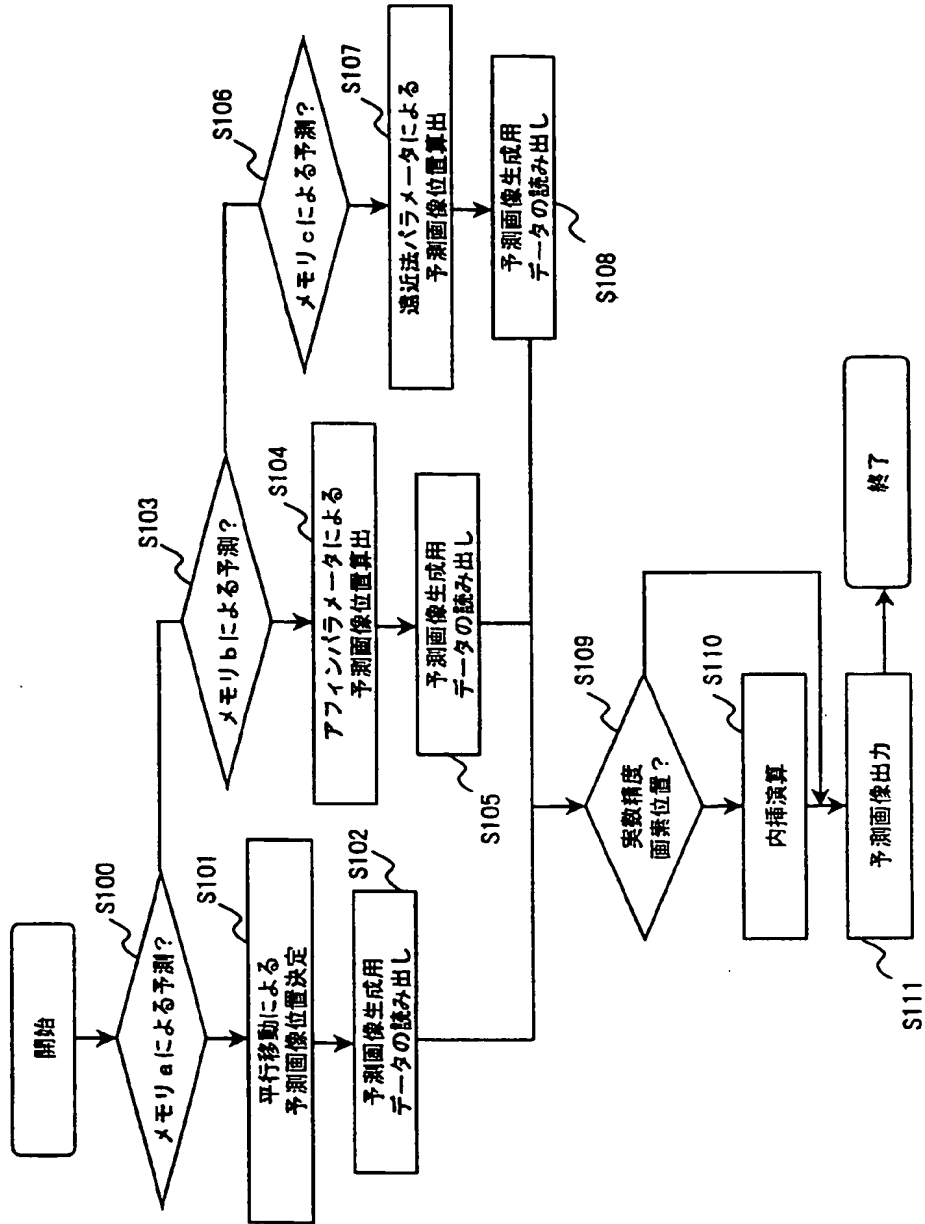 開始
S100
メモリaによる予測?
S101
平行移動による
予測画像位置決定
S102
予測画像生成用
データの読み出し
S103
メモリbによる予測?
S104
アフィンパラメータによる
予測画像位置算出
予測画像生成用
データの読み出し
S105
S106
メモリcによる予測?
S107
遠近法パラメータによる
予測画像位置算出
予測画像生成用
データの読み出し
S108
S109
実数精度
画素位置?
S110
内挿演算
予測画像出力
S111
終了